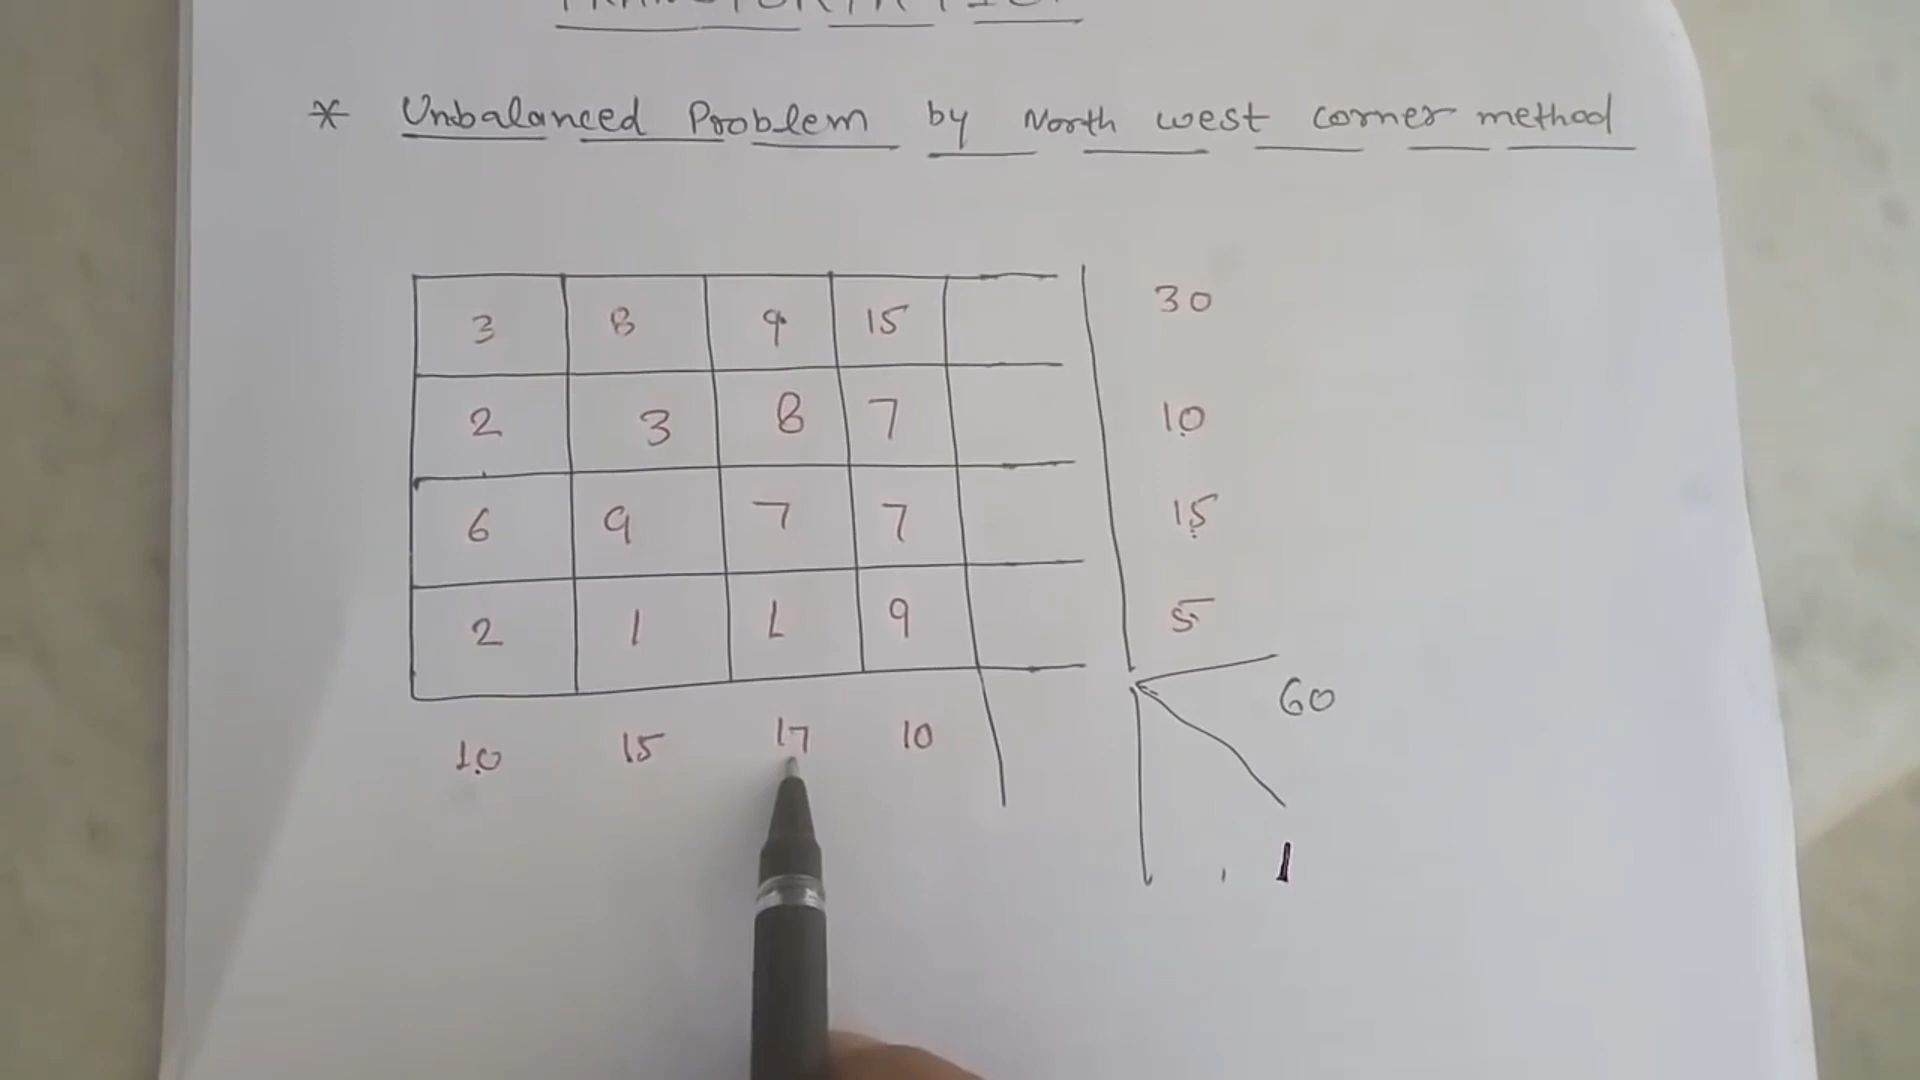 * Unbalanced Problem by North west corner method
3 8 9 15 30
2 3 8 7 10
6 9 7 7 15
2 1 1 9 5
60
10 15 17 10